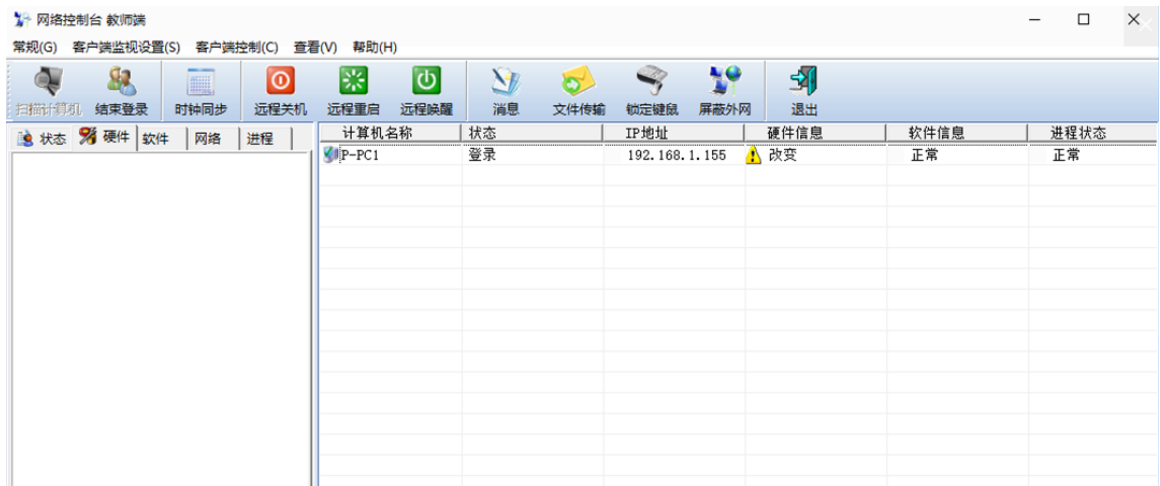 网络控制台 教师端
常规(G) 客户端监视设置(S) 客户端控制(C) 查看(V) 帮助(H)
扫描计算机 结束登录 时钟同步 远程关机 远程重启 远程唤醒 消息 文件传输 锁定键鼠 屏蔽外网 退出
状态 硬件 软件 网络 进程
计算机名称 状态 IP地址 硬件信息 软件信息 进程状态
P-PC1 登录 192.168.1.155 改变 正常 正常